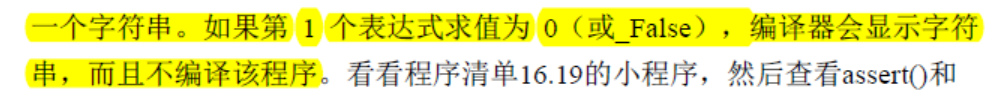 一个字符串。如果第 1 个表达式求值为 0（或_False），编译器会显示字符
串，而且不编译该程序。看看程序清单16.19的小程序，然后查看assert()和